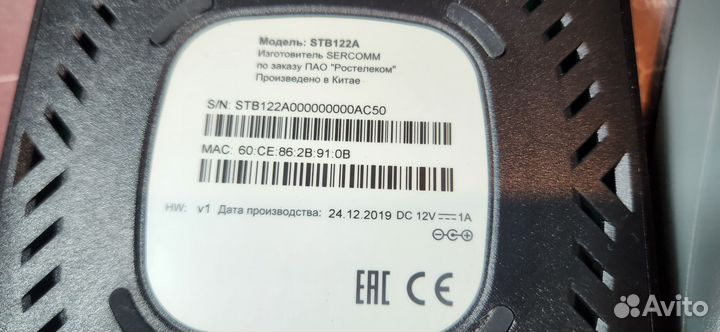 Модель: STB122A
Изготовитель SERCOMM
по заказу ПАО "Ростелеком"
Произведено в Китае
S/N: STB122A000000000AC50
MAC: 60:CE:86:2B:91:0B
HW: v1 Дата производства: 24.12.2019 DC 12V 1A
EAC CE
Avito